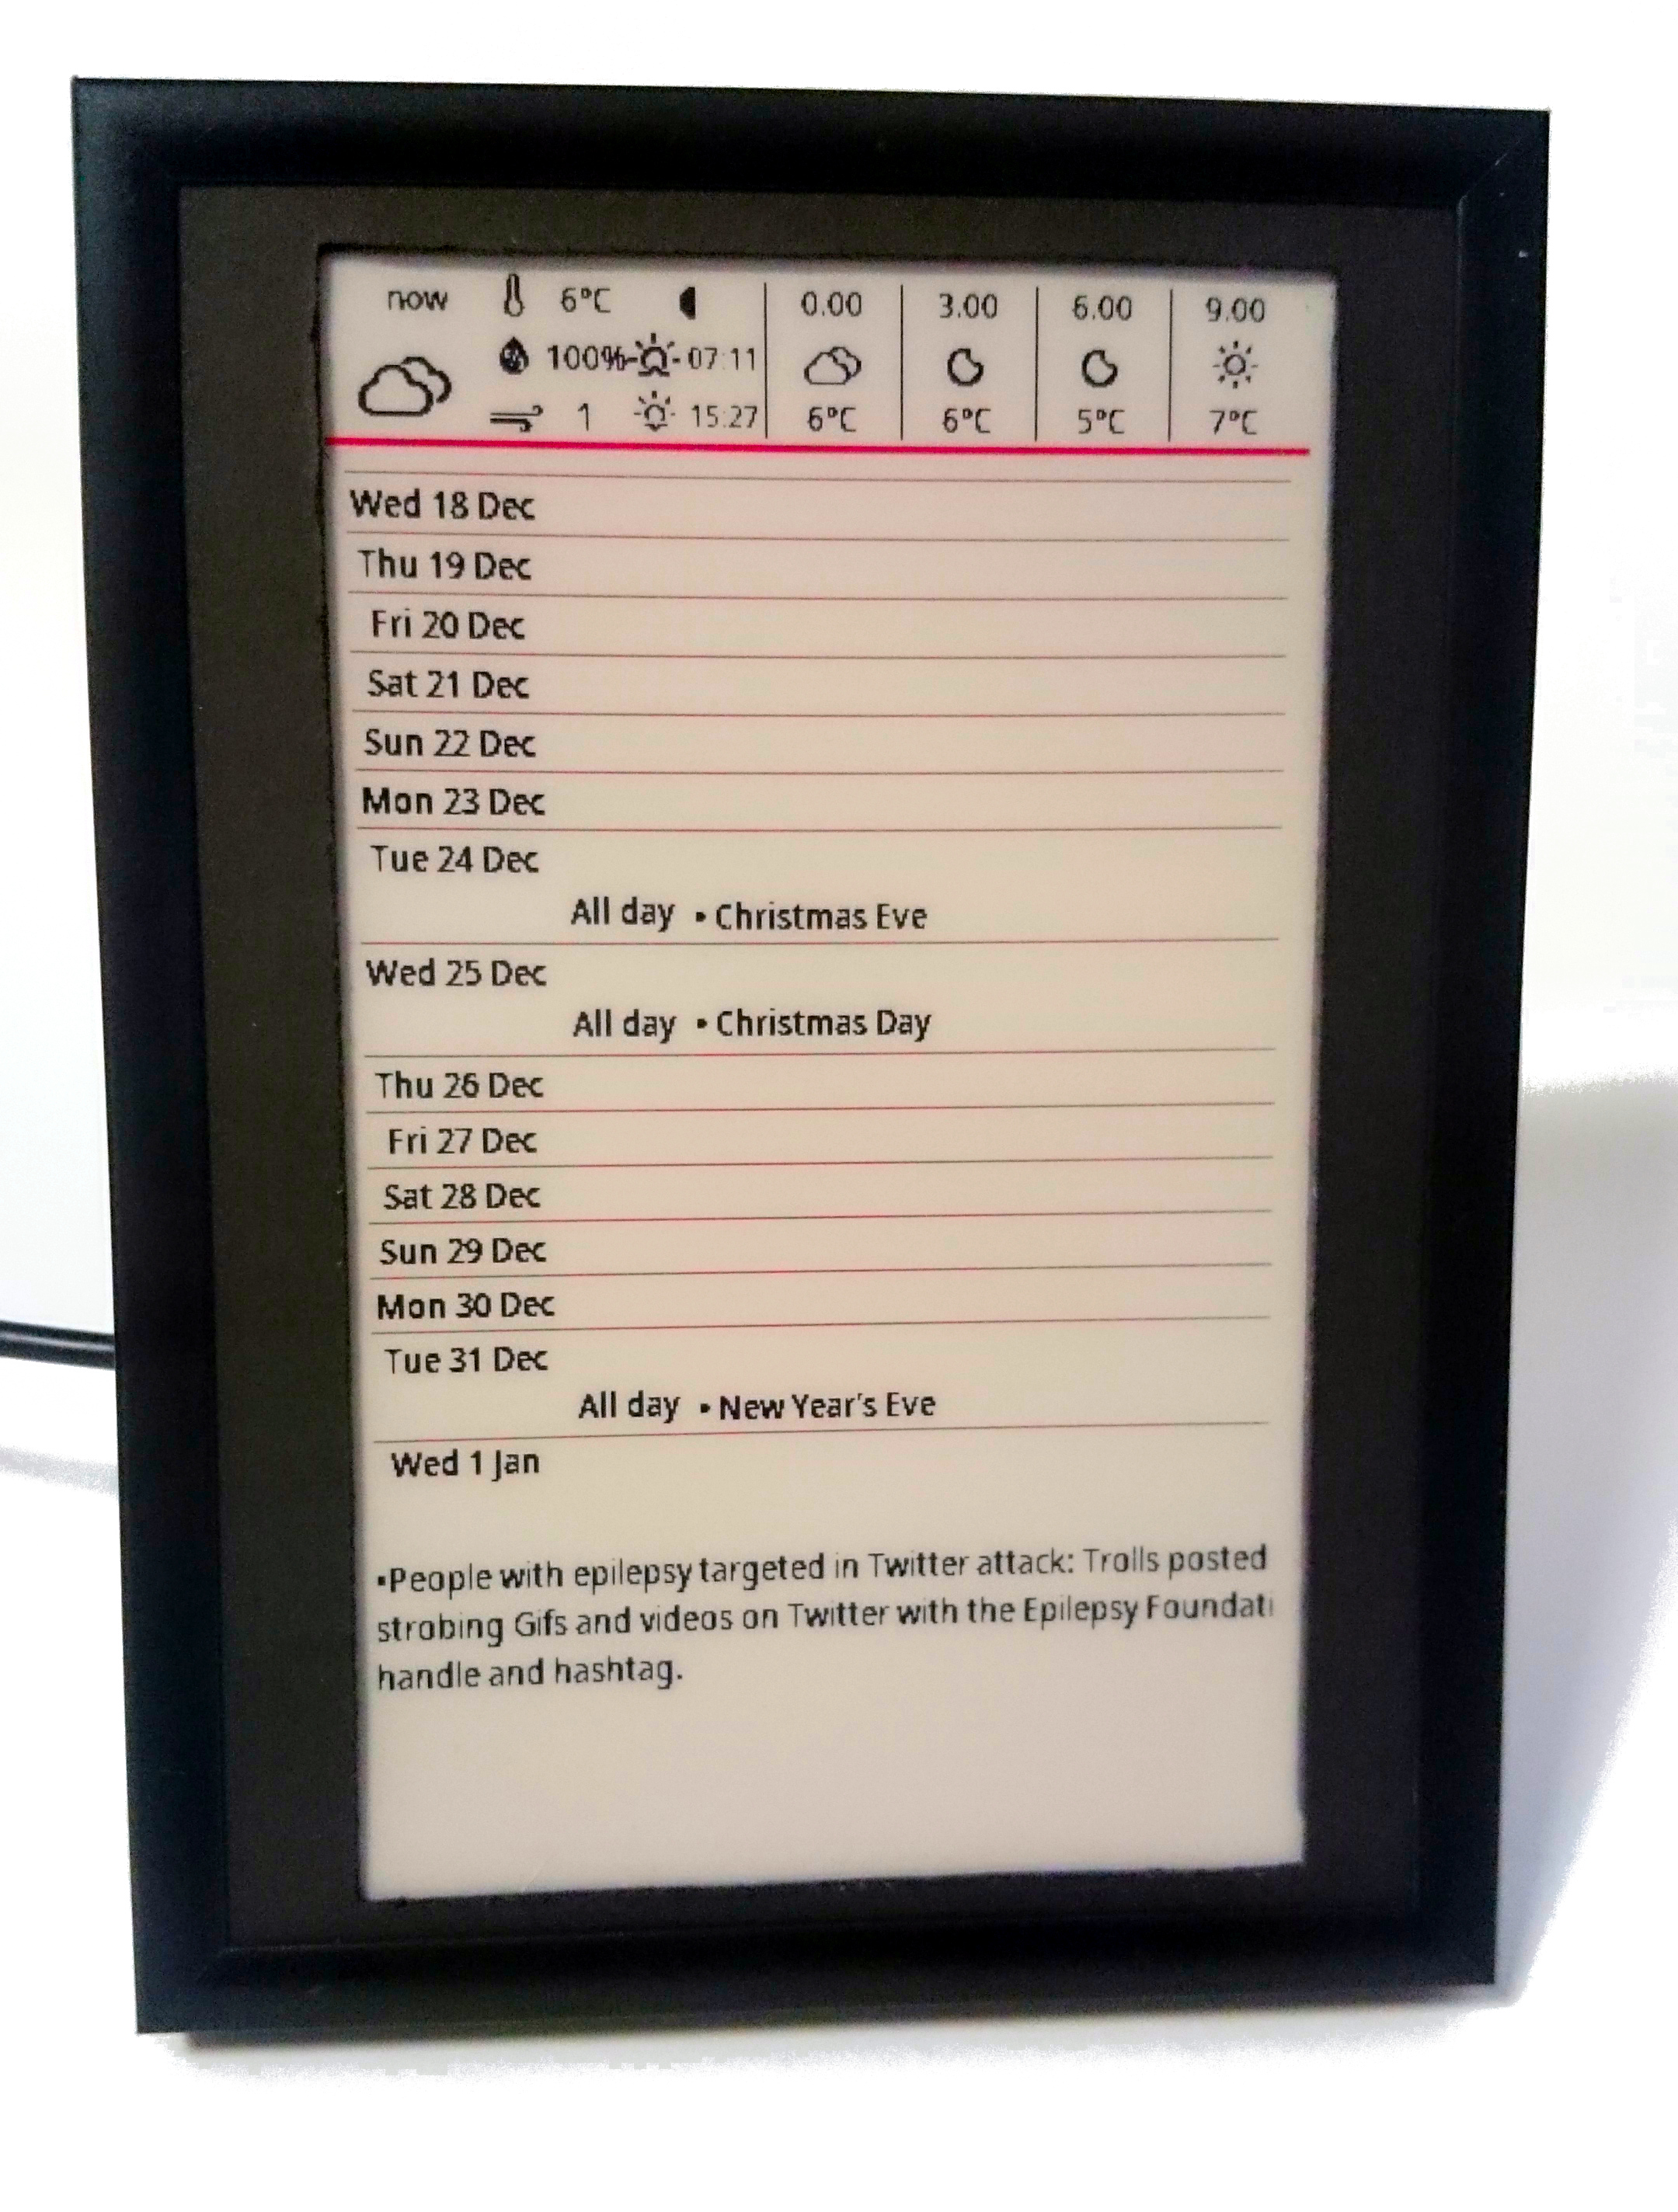 now 6°C 0.00 3.00 6.00 9.00
100% 07:11
1 15:27 6°C 6°C 5°C 7°C
Wed 18 Dec
Thu 19 Dec
Fri 20 Dec
Sat 21 Dec
Sun 22 Dec
Mon 23 Dec
Tue 24 Dec
All day • Christmas Eve
Wed 25 Dec
All day • Christmas Day
Thu 26 Dec
Fri 27 Dec
Sat 28 Dec
Sun 29 Dec
Mon 30 Dec
Tue 31 Dec
All day • New Year's Eve
Wed 1 Jan
•People with epilepsy targeted in Twitter attack: Trolls posted
strobing Gifs and videos on Twitter with the Epilepsy Foundati
handle and hashtag.